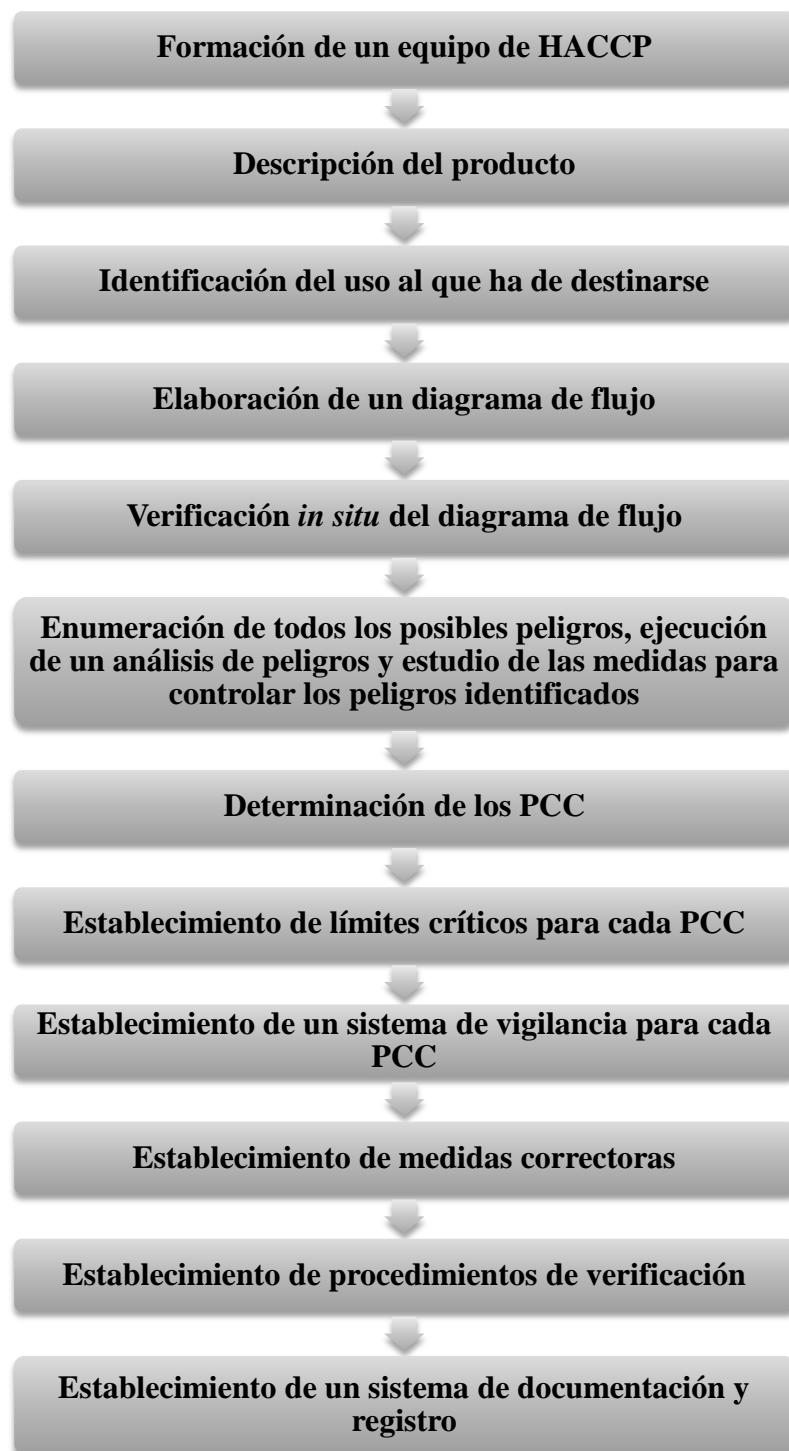 Formación de un equipo de HACCP
Descripción del producto
Identificación del uso al que ha de destinarse
Elaboración de un diagrama de flujo
Verificación in situ del diagrama de flujo
Enumeración de todos los posibles peligros, ejecución
de un análisis de peligros y estudio de las medidas para
controlar los peligros identificados
Determinación de los PCC
Establecimiento de límites críticos para cada PCC
Establecimiento de un sistema de vigilancia para cada
PCC
Establecimiento de medidas correctoras
Establecimiento de procedimientos de verificación
Establecimiento de un sistema de documentación y
registro